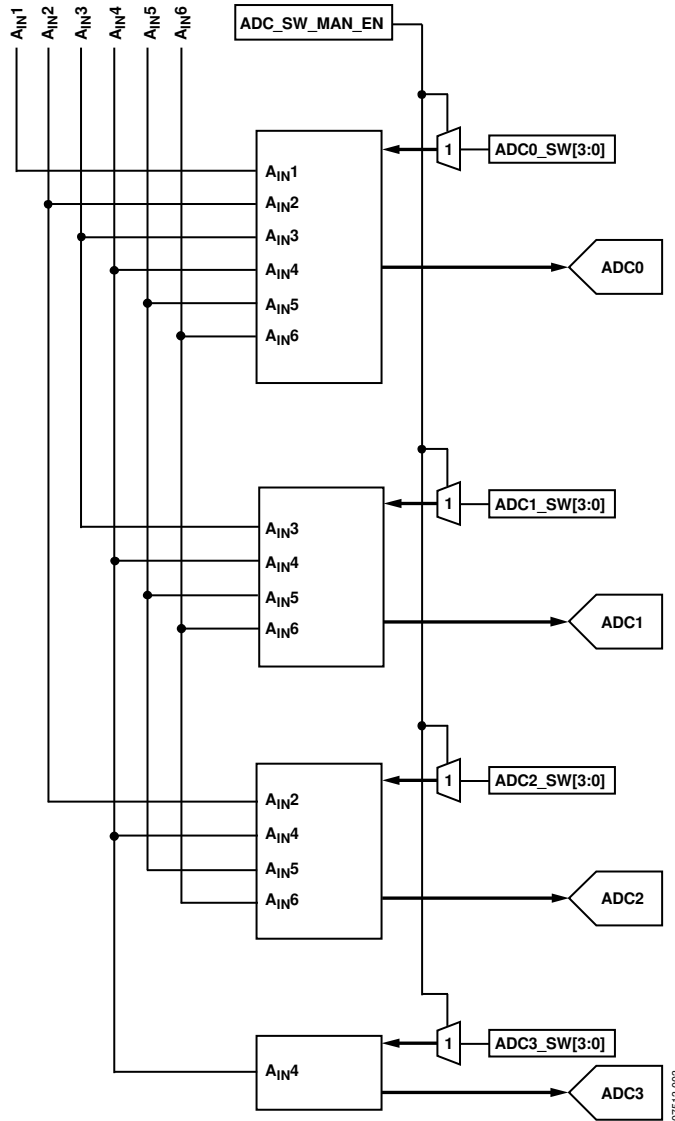 AIN1
AIN2
AIN3
AIN4
AIN5
AIN6
ADC_SW_MAN_EN
1
ADC0_SW[3:0]
AIN1
AIN2
AIN3
AIN4
AIN5
AIN6
ADC0
1
ADC1_SW[3:0]
AIN3
AIN4
AIN5
AIN6
ADC1
1
ADC2_SW[3:0]
AIN2
AIN4
AIN5
AIN6
ADC2
1
ADC3_SW[3:0]
AIN4
ADC3